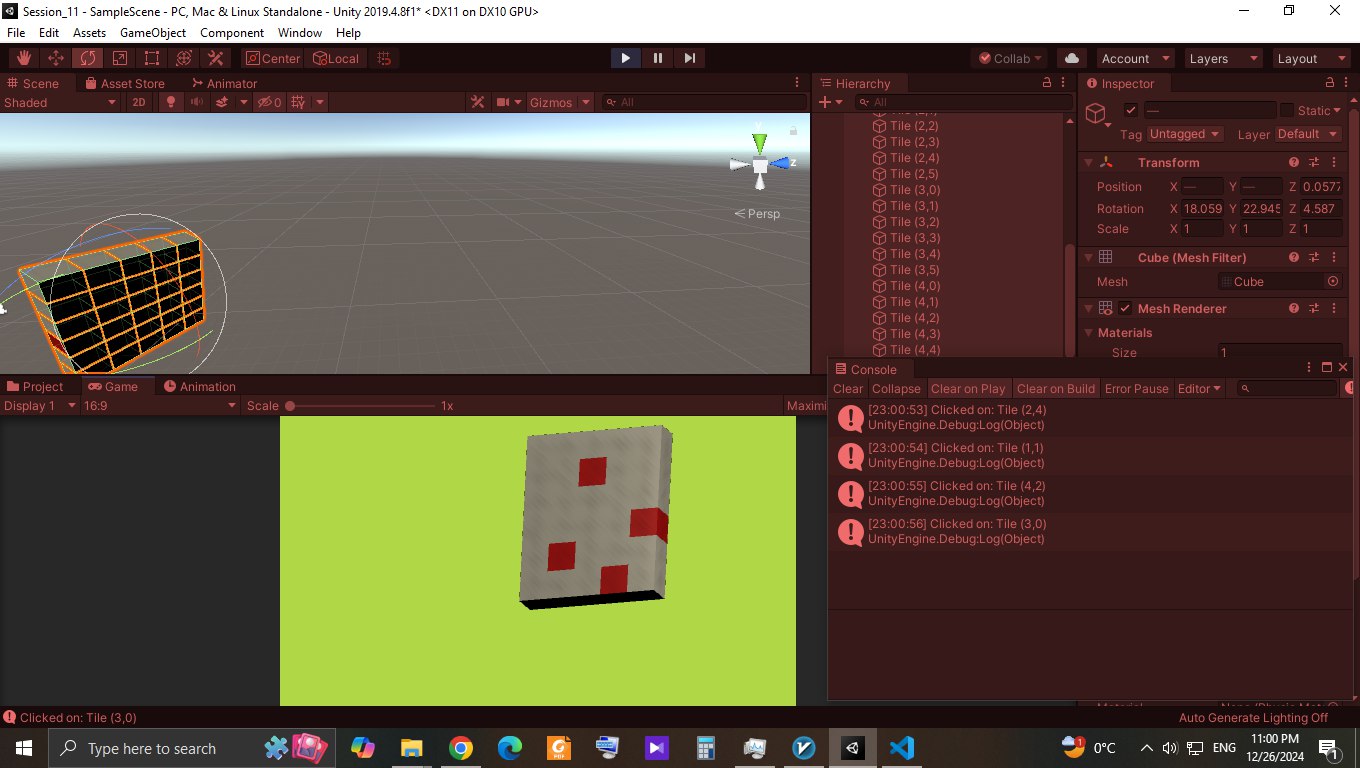 Session_11 - SampleScene - PC, Mac & Linux Standalone - Unity 2019.4.8f1* <DX11 on DX10 GPU>
File Edit Assets GameObject Component Window Help
Center Local Collab Account Layers Layout
Scene Asset Store Animator
Shaded 2D 0 Gizmos All
z
Persp
Hierarchy
All
Tile (2,2)
Tile (2,3)
Tile (2,4)
Tile (2,5)
Tile (3,0)
Tile (3,1)
Tile (3,2)
Tile (3,3)
Tile (3,4)
Tile (3,5)
Tile (4,0)
Tile (4,1)
Tile (4,2)
Tile (4,3)
Tile (4,4)
Inspector
— Static
Tag Untagged Layer Default
Transform
Position X — Y — Z 0.0577
Rotation X 18.059 Y 22.945 Z 4.587
Scale X 1 Y 1 Z 1
Cube (Mesh Filter)
Mesh Cube
Mesh Renderer
Materials
Size 1
Project Game Animation
Display 1 16:9 Scale 1x Maximi
Console
Clear Collapse Clear on Play Clear on Build Error Pause Editor
[23:00:53] Clicked on: Tile (2,4)
UnityEngine.Debug:Log(Object)
[23:00:54] Clicked on: Tile (1,1)
UnityEngine.Debug:Log(Object)
[23:00:55] Clicked on: Tile (4,2)
UnityEngine.Debug:Log(Object)
[23:00:56] Clicked on: Tile (3,0)
UnityEngine.Debug:Log(Object)
Clicked on: Tile (3,0)
Auto Generate Lighting Off
Type here to search
1 0°C ENG 11:00 PM
12/26/2024 1